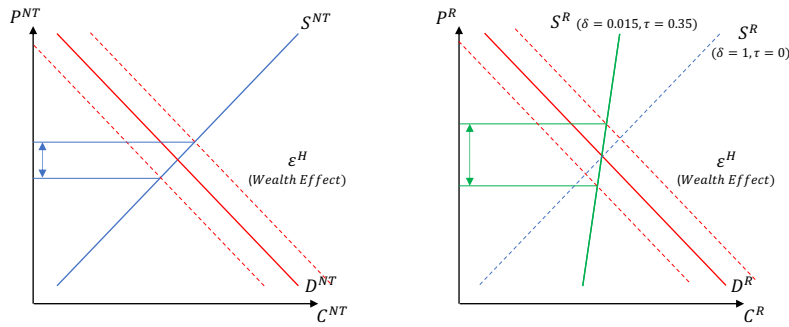 P^NT
S^NT
ε^H
(Wealth Effect)
D^NT
C^NT
P^R
S^R (δ = 0.015, τ = 0.35)
S^R
(δ = 1, τ = 0)
ε^H
(Wealth Effect)
D^R
C^R